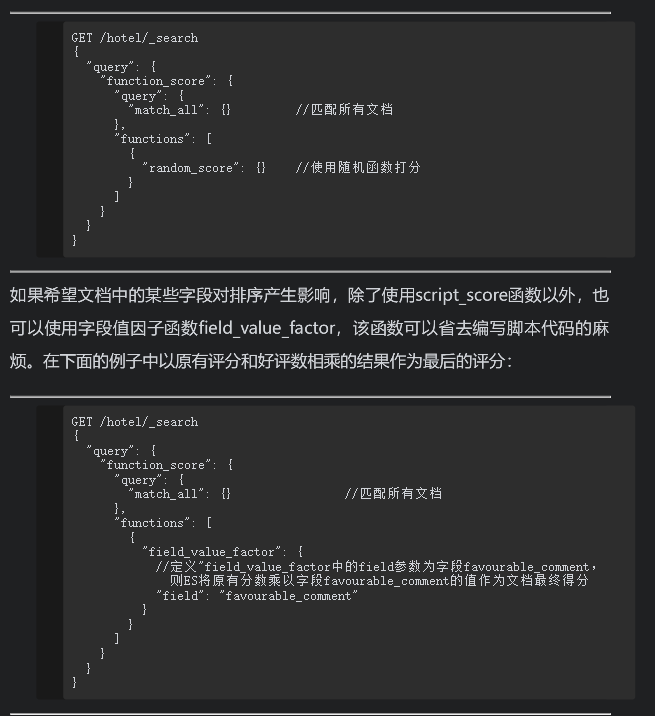 GET /hotel/_search
{
  "query": {
    "function_score": {
      "query": {
        "match_all": {}         //匹配所有文档
      },
      "functions": [
        {
          "random_score": {}    //使用随机函数打分
        }
      ]
    }
  }
}
如果希望文档中的某些字段对排序产生影响，除了使用script_score函数以外，也
可以使用字段值因子函数field_value_factor，该函数可以省去编写脚本代码的麻
烦。在下面的例子中以原有评分和好评数相乘的结果作为最后的评分：
GET /hotel/_search
{
  "query": {
    "function_score": {
      "query": {
        "match_all": {}                //匹配所有文档
      },
      "functions": [
        {
          "field_value_factor": {
            //定义"field_value_factor中的field参数为字段favourable_comment，
              则ES将原有分数乘以字段favourable_comment的值作为文档最终得分
            "field": "favourable_comment"
          }
        }
      ]
    }
  }
}